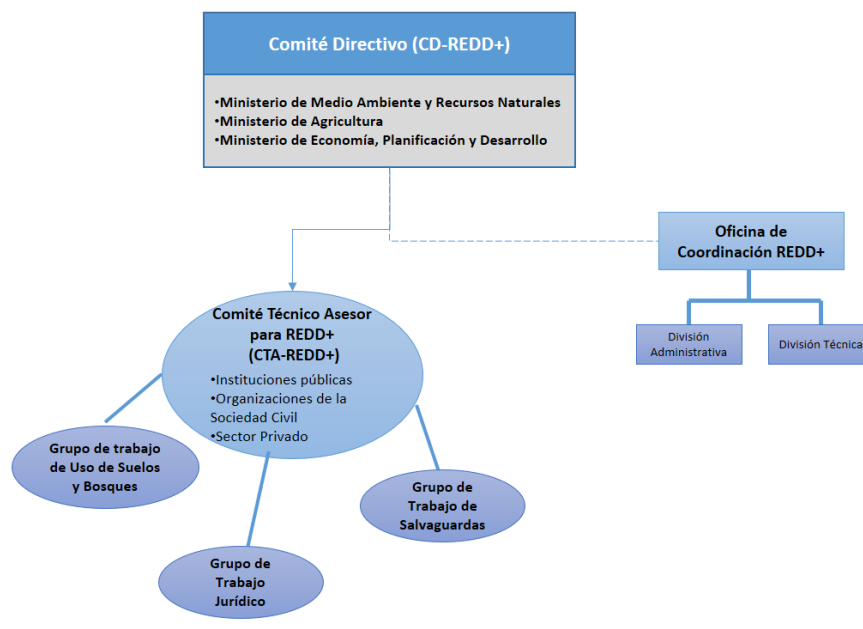 Comité Directivo (CD-REDD+)
•Ministerio de Medio Ambiente y Recursos Naturales
•Ministerio de Agricultura
•Ministerio de Economía, Planificación y Desarrollo
Oficina de
Coordinación REDD+
División
Administrativa
División Técnica
Comité Técnico Asesor
para REDD+
(CTA-REDD+)
•Instituciones públicas
•Organizaciones de la
Sociedad Civil
•Sector Privado
Grupo de trabajo
de Uso de Suelos
y Bosques
Grupo de
Trabajo de
Salvaguardas
Grupo de
Trabajo
Jurídico